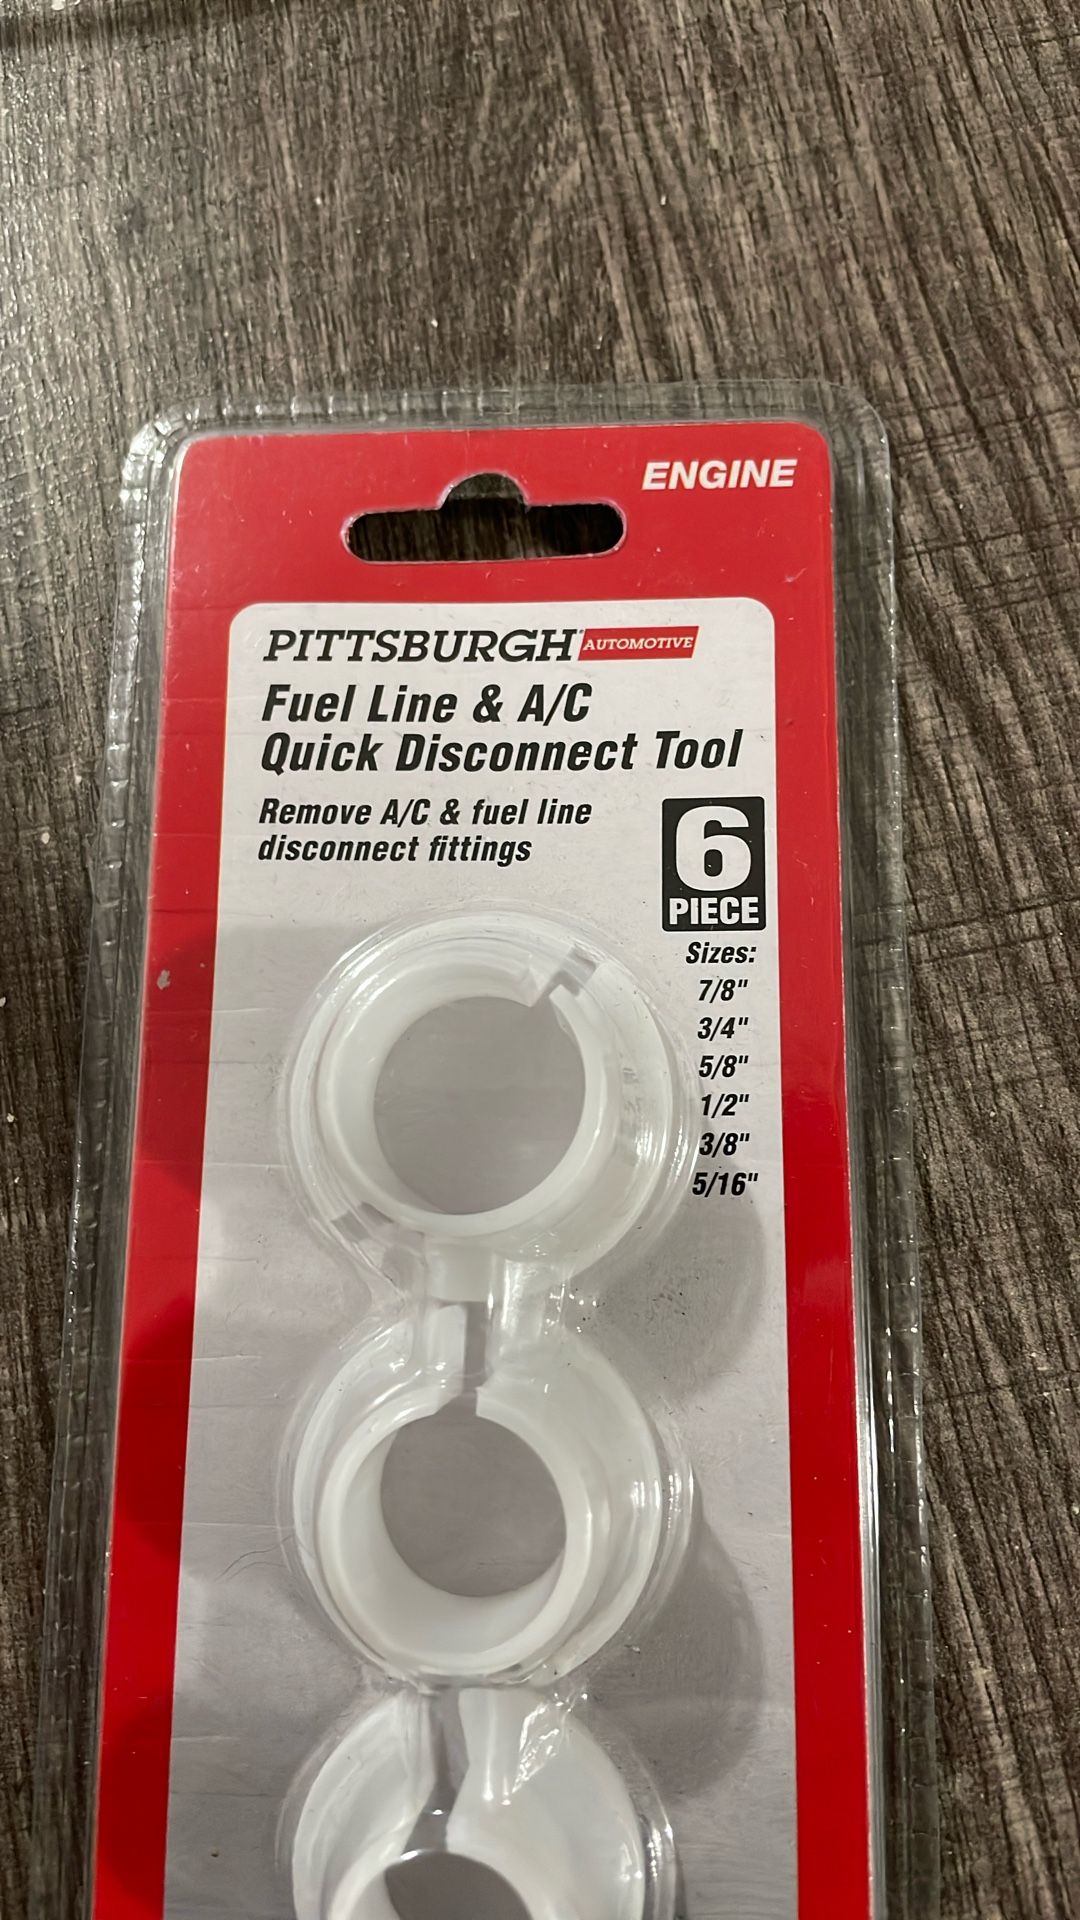 ENGINE
PITTSBURGH® AUTOMOTIVE
Fuel Line & A/C
Quick Disconnect Tool
Remove A/C & fuel line
disconnect fittings
6
PIECE
Sizes:
7/8"
3/4"
5/8"
1/2"
3/8"
5/16"